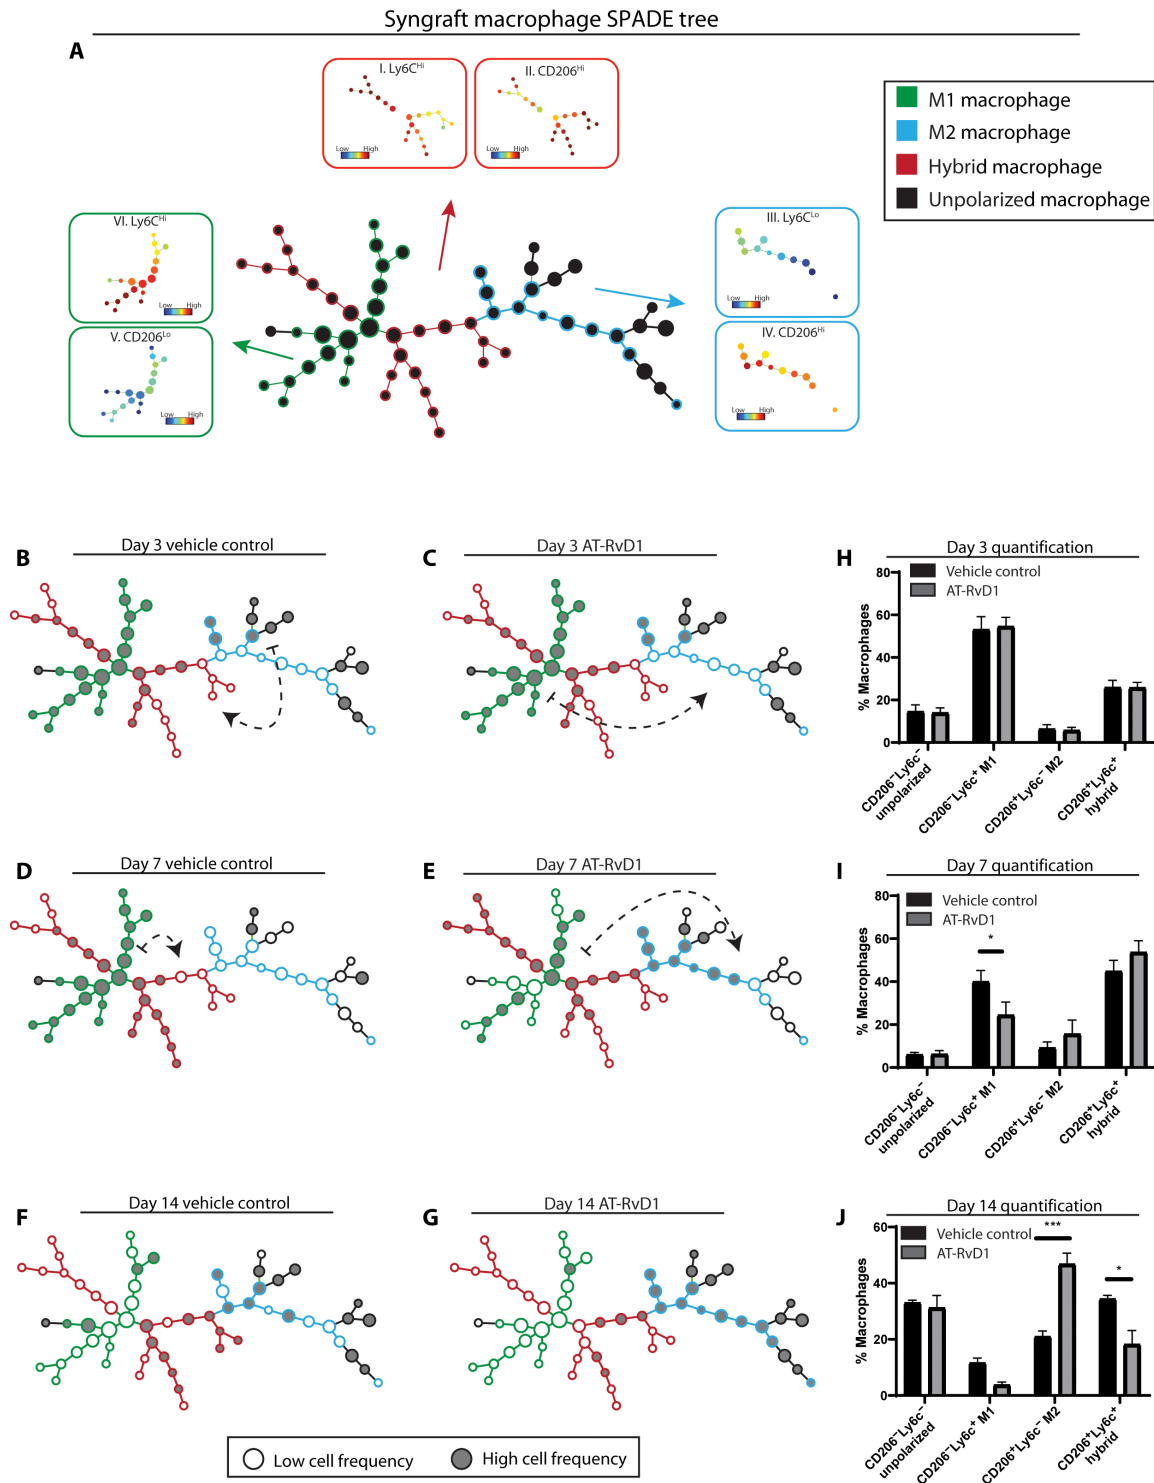 Syngraft macrophage SPADE tree
A
I. Ly6C^Hi
Low High
II. CD206^Hi
Low High
M1 macrophage
M2 macrophage
Hybrid macrophage
Unpolarized macrophage
VI. Ly6C^Hi
Low High
V. CD206^Lo
Low High
III. Ly6C^Lo
Low High
IV. CD206^Hi
Low High
B
Day 3 vehicle control
C
Day 3 AT-RvD1
H
Day 3 quantification
Vehicle control
AT-RvD1
% Macrophages
80
60
40
20
0
CD206⁻Ly6c⁻
unpolarized
CD206⁻Ly6c⁺ M1
CD206⁺Ly6c⁻ M2
CD206⁺Ly6c⁺
hybrid
D
Day 7 vehicle control
E
Day 7 AT-RvD1
I
Day 7 quantification
Vehicle control
AT-RvD1
% Macrophages
80
60
40
20
0
*
CD206⁻Ly6c⁻
unpolarized
CD206⁻Ly6c⁺ M1
CD206⁺Ly6c⁻ M2
CD206⁺Ly6c⁺
hybrid
F
Day 14 vehicle control
G
Day 14 AT-RvD1
J
Day 14 quantification
Vehicle control
AT-RvD1
% Macrophages
60
40
20
0
***
*
CD206⁻Ly6c⁻
unpolarized
CD206⁻Ly6c⁺ M1
CD206⁺Ly6c⁻ M2
CD206⁺Ly6c⁺
hybrid
Low cell frequency
High cell frequency